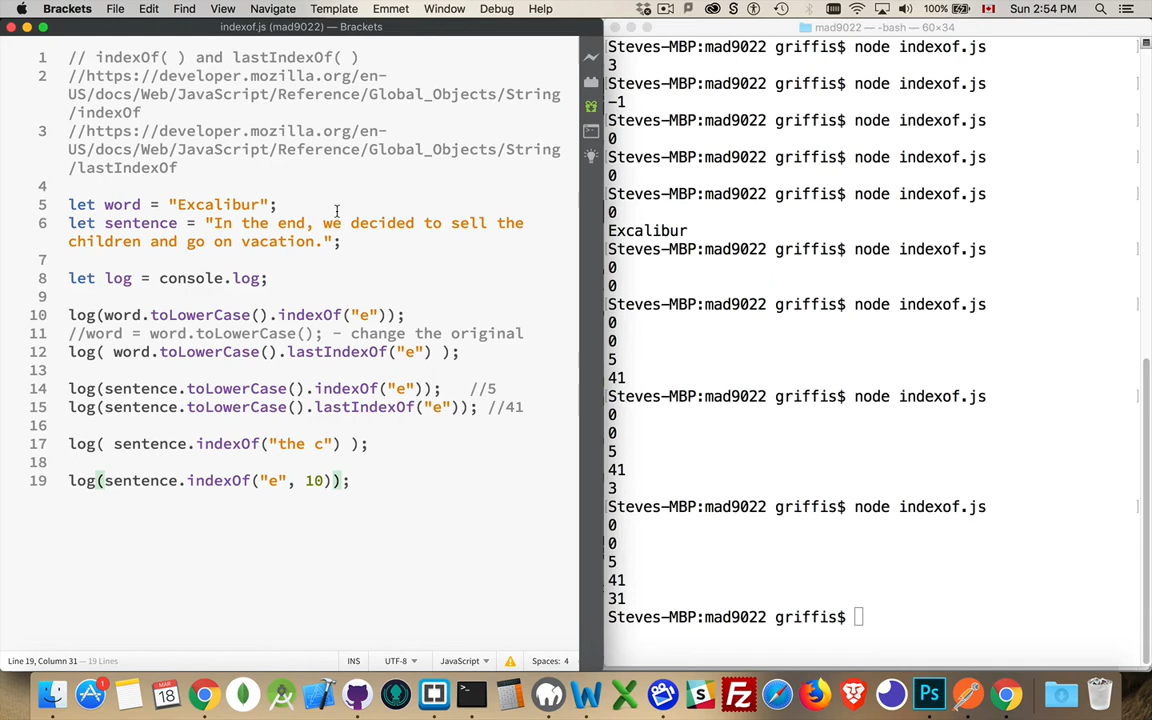 Brackets File Edit Find View Navigate Template Emmet Window Debug Help 100% Sun 2:54 PM
indexof.js (mad9022) — Brackets
mad9022 — -bash — 60×34
1 // indexOf( ) and lastIndexOf( )
2 //https://developer.mozilla.org/en-
US/docs/Web/JavaScript/Reference/Global_Objects/String
/indexOf
3 //https://developer.mozilla.org/en-
US/docs/Web/JavaScript/Reference/Global_Objects/String
/lastIndexOf
4
5 let word = "Excalibur";
6 let sentence = "In the end, we decided to sell the
children and go on vacation.";
7
8 let log = console.log;
9
10 log(word.toLowerCase().indexOf("e"));
11 //word = word.toLowerCase(); - change the original
12 log( word.toLowerCase().lastIndexOf("e") );
13
14 log(sentence.toLowerCase().indexOf("e")); //5
15 log(sentence.toLowerCase().lastIndexOf("e")); //41
16
17 log( sentence.indexOf("the c") );
18
19 log(sentence.indexOf("e", 10));
Line 19, Column 31 — 19 Lines
INS UTF-8 JavaScript Spaces: 4
Steves-MBP:mad9022 griffis$ node indexof.js
3
Steves-MBP:mad9022 griffis$ node indexof.js
-1
Steves-MBP:mad9022 griffis$ node indexof.js
0
Steves-MBP:mad9022 griffis$ node indexof.js
0
Steves-MBP:mad9022 griffis$ node indexof.js
0
Excalibur
Steves-MBP:mad9022 griffis$ node indexof.js
0
0
Steves-MBP:mad9022 griffis$ node indexof.js
0
0
5
41
Steves-MBP:mad9022 griffis$ node indexof.js
0
0
5
41
3
Steves-MBP:mad9022 griffis$ node indexof.js
0
0
5
41
31
Steves-MBP:mad9022 griffis$
MAR
18
1